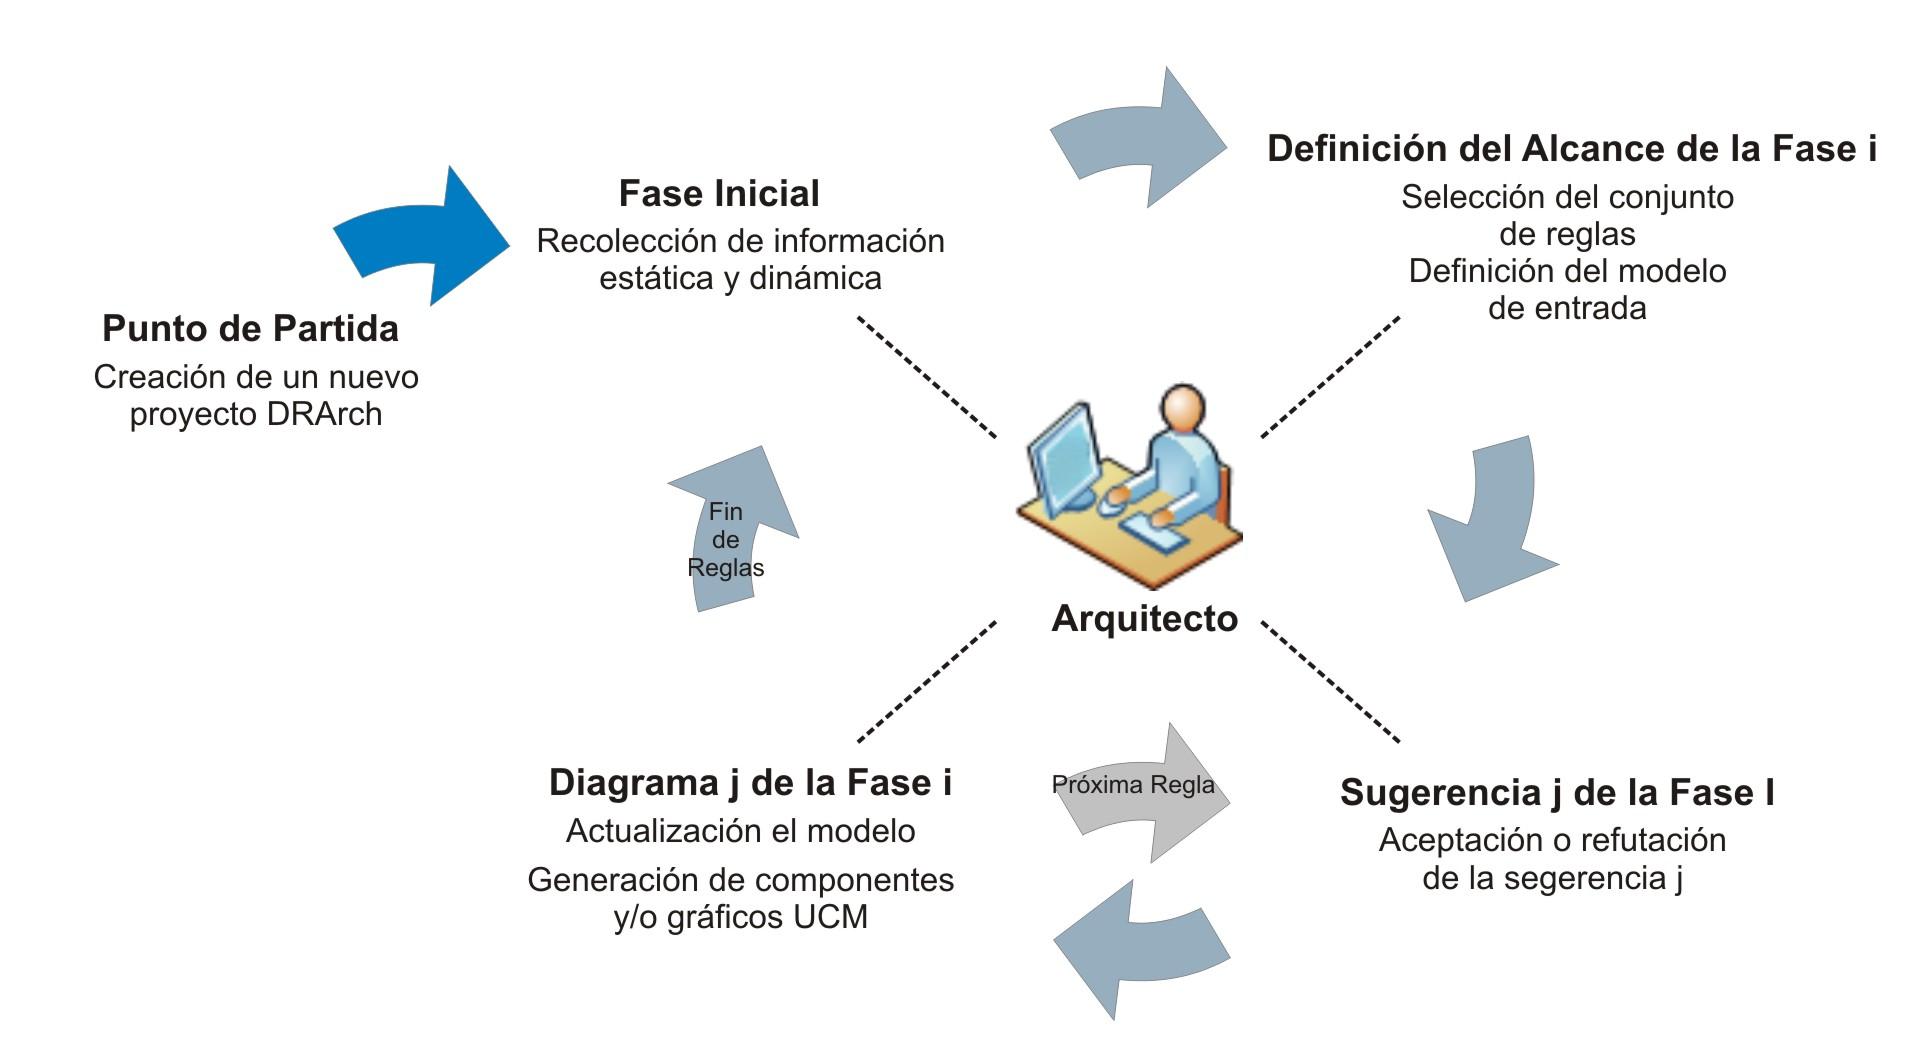 Punto de Partida
Creación de un nuevo
proyecto DRArch
Fase Inicial
Recolección de información
estática y dinámica
Definición del Alcance de la Fase i
Selección del conjunto
de reglas
Definición del modelo
de entrada
Arquitecto
Fin
de
Reglas
Diagrama j de la Fase i
Actualización el modelo
Generación de componentes
y/o gráficos UCM
Próxima Regla
Sugerencia j de la Fase I
Aceptación o refutación
de la segerencia j